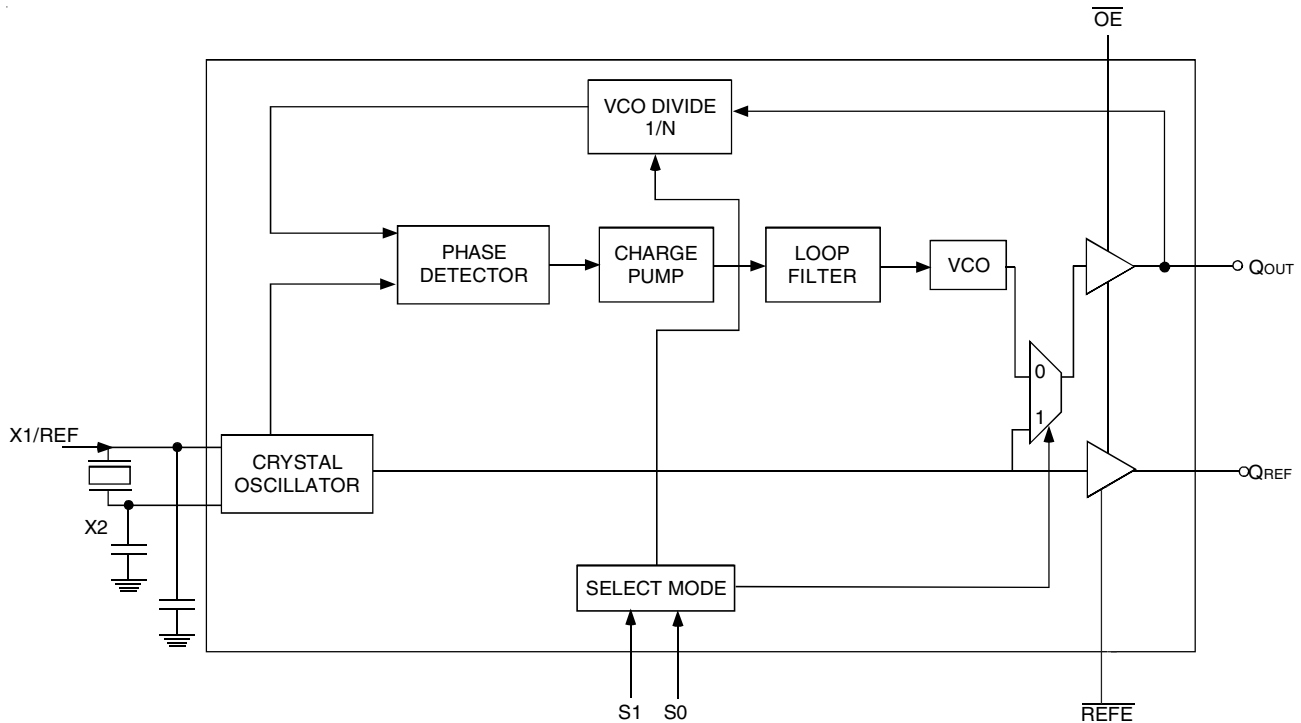 OE
VCO DIVIDE
1/N
PHASE
DETECTOR
CHARGE
PUMP
LOOP
FILTER
VCO
QOUT
0
1
X1/REF
CRYSTAL
OSCILLATOR
QREF
X2
SELECT MODE
S1
S0
REFE